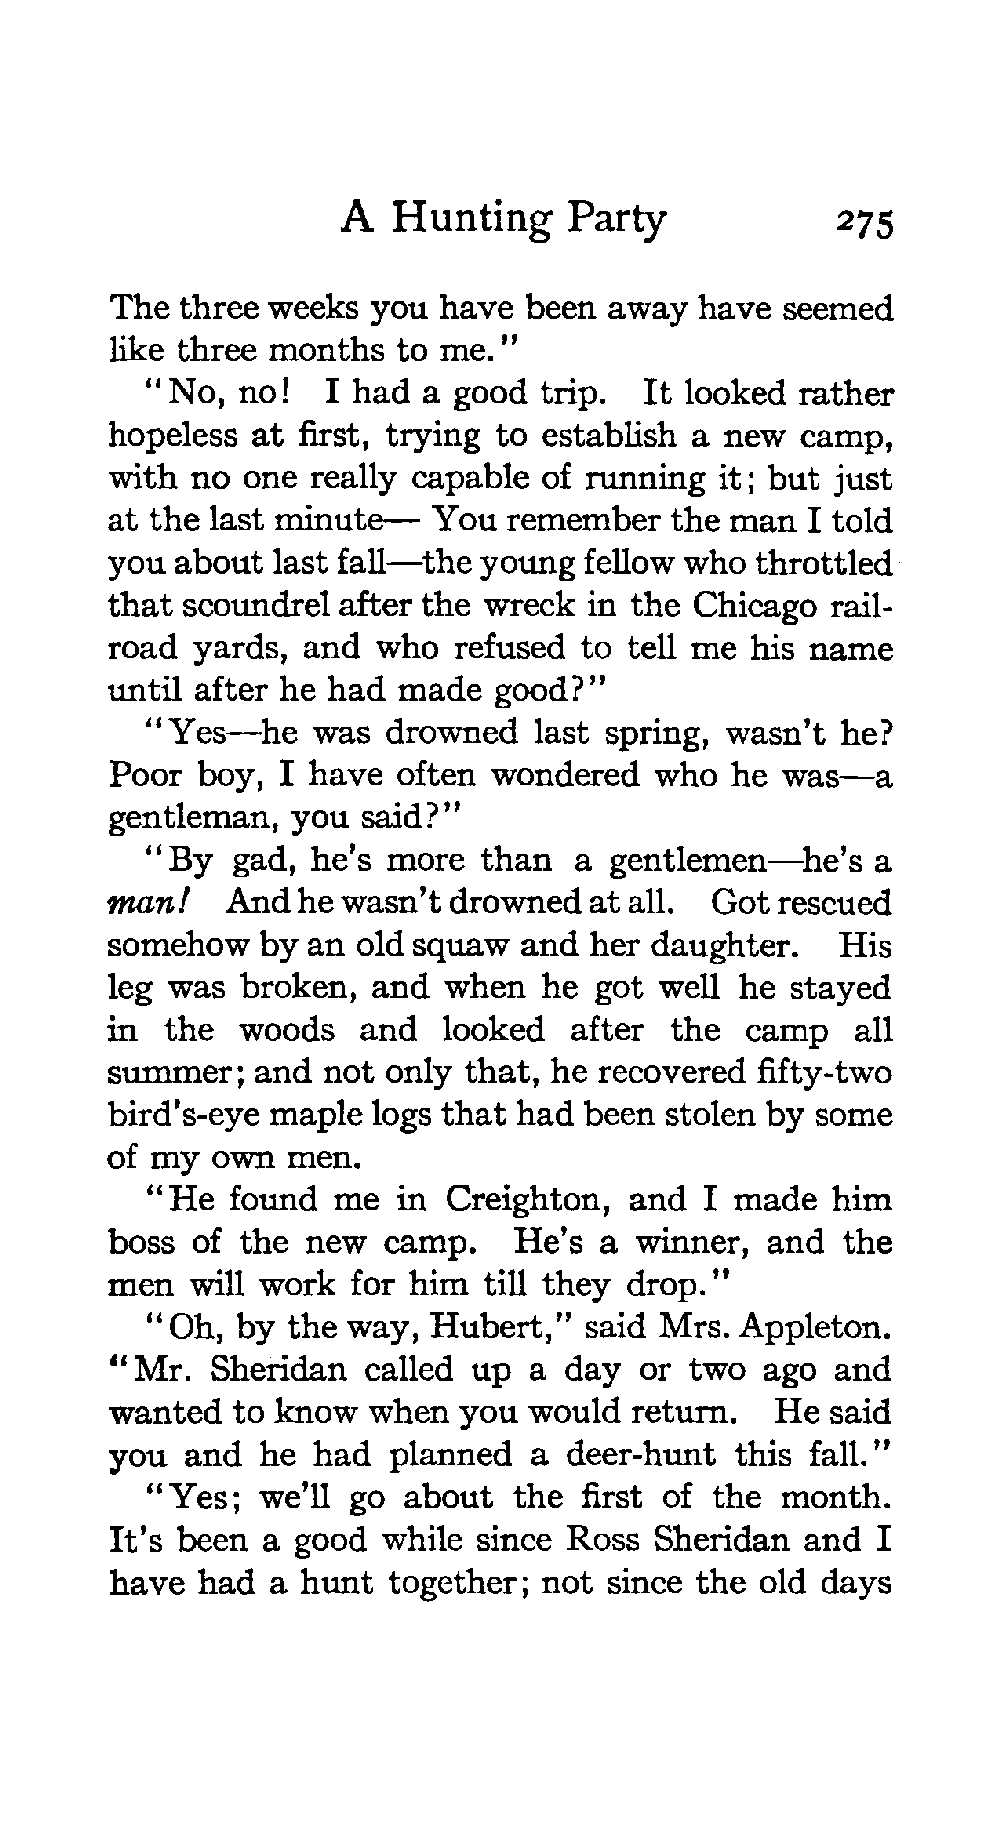 A Hunting Party 275
The three weeks you have been away have seemed
like three months to me."
"No, no! I had a good trip. It looked rather
hopeless at first, trying to establish a new camp,
with no one really capable of running it; but just
at the last minute— You remember the man I told
you about last fall—the young fellow who throttled
that scoundrel after the wreck in the Chicago rail-
road yards, and who refused to tell me his name
until after he had made good?"
"Yes—he was drowned last spring, wasn't he?
Poor boy, I have often wondered who he was—a
gentleman, you said?"
"By gad, he's more than a gentlemen—he's a
man! And he wasn't drowned at all. Got rescued
somehow by an old squaw and her daughter. His
leg was broken, and when he got well he stayed
in the woods and looked after the camp all
summer; and not only that, he recovered fifty-two
bird's-eye maple logs that had been stolen by some
of my own men.
"He found me in Creighton, and I made him
boss of the new camp. He's a winner, and the
men will work for him till they drop."
"Oh, by the way, Hubert," said Mrs. Appleton.
"Mr. Sheridan called up a day or two ago and
wanted to know when you would return. He said
you and he had planned a deer-hunt this fall."
"Yes; we'll go about the first of the month.
It's been a good while since Ross Sheridan and I
have had a hunt together; not since the old days